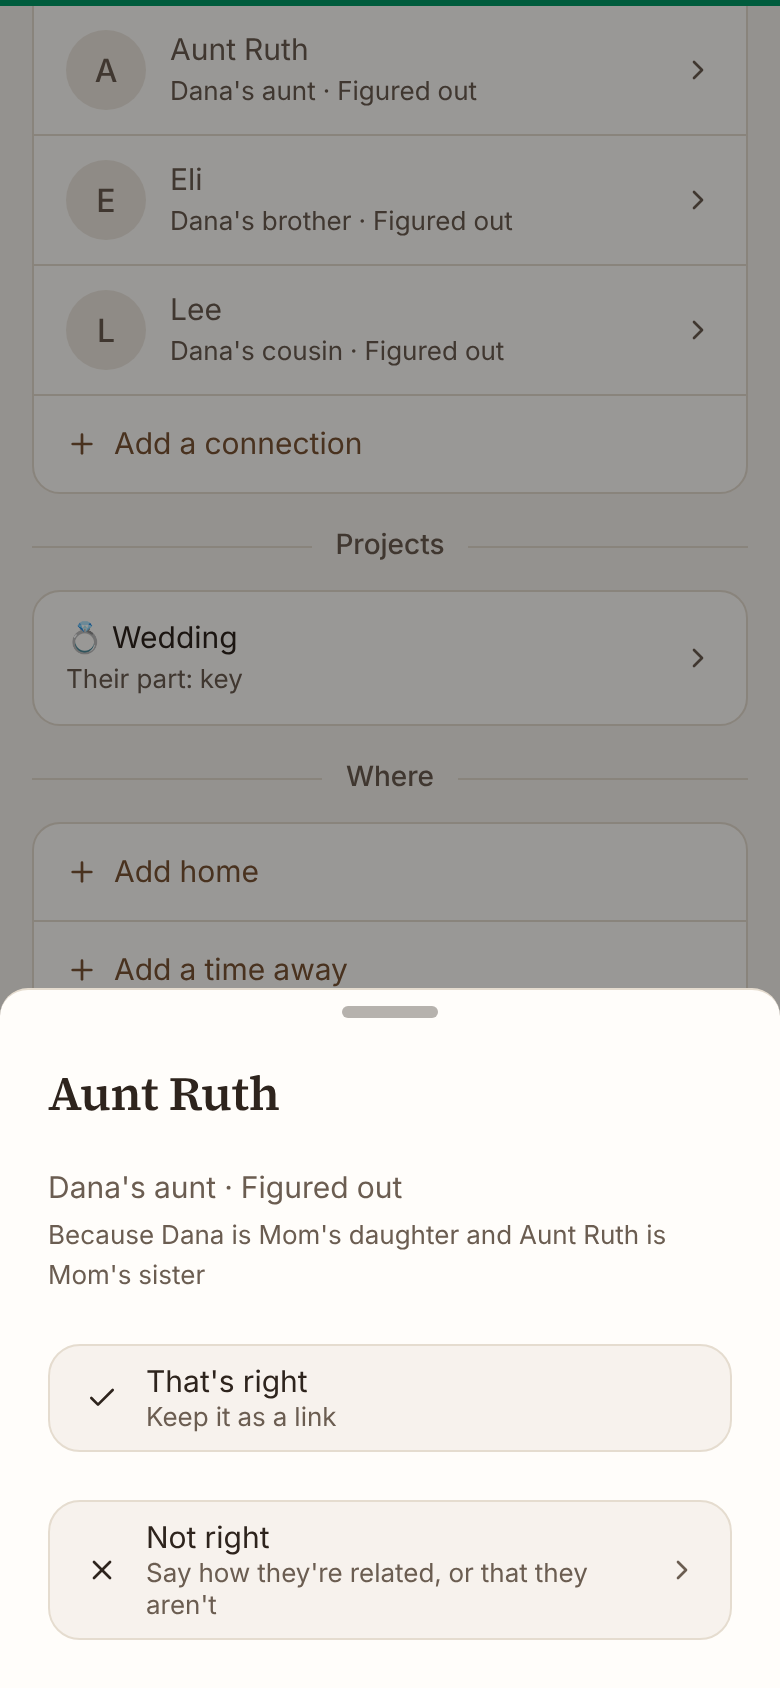 A
Aunt Ruth
Dana's aunt · Figured out
E
Eli
Dana's brother · Figured out
L
Lee
Dana's cousin · Figured out
+ Add a connection
Projects
💍 Wedding
Their part: key
Where
+ Add home
+ Add a time away
Aunt Ruth
Dana's aunt · Figured out
Because Dana is Mom's daughter and Aunt Ruth is
Mom's sister
That's right
Keep it as a link
Not right
Say how they're related, or that they
aren't